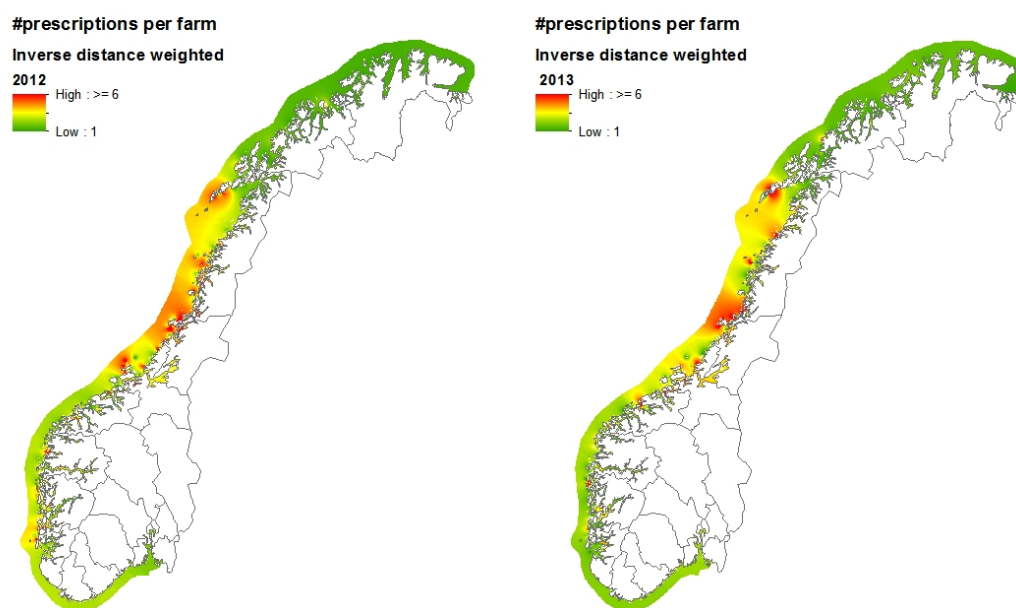 #prescriptions per farm
Inverse distance weighted
2012
High : >= 6
Low : 1
#prescriptions per farm
Inverse distance weighted
2013
High : >= 6
Low : 1